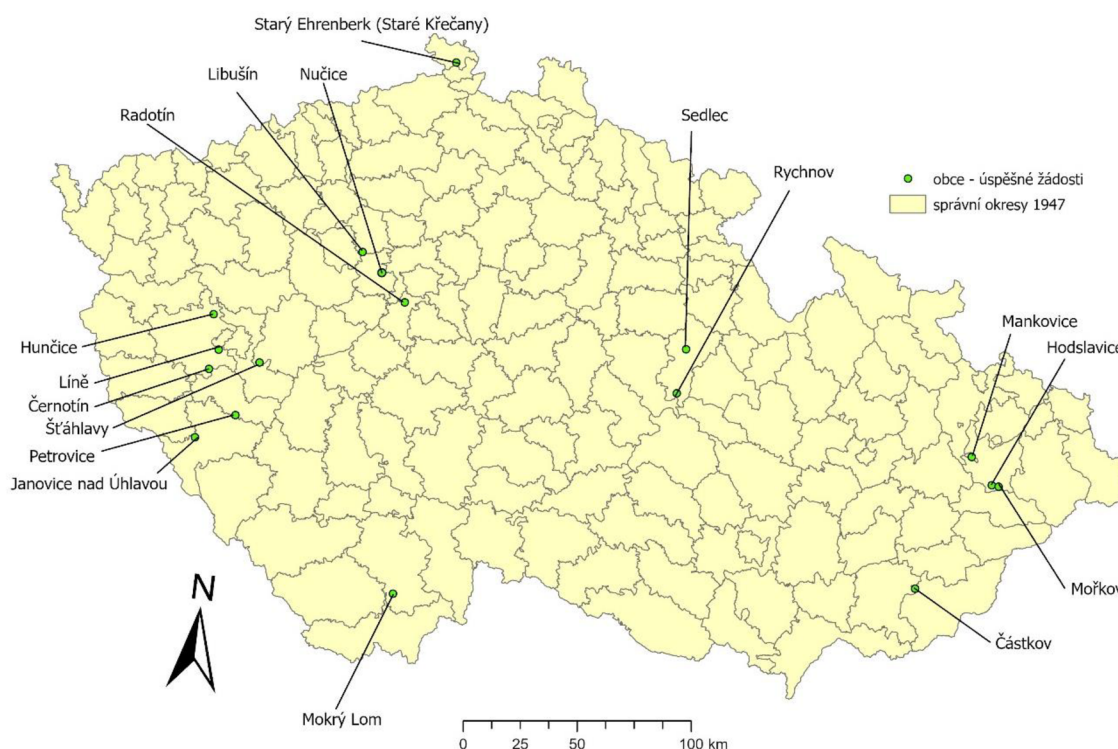 Starý Ehrenberk (Staré Křečany)
Libušín
Nučice
Radotín
Sedlec
Rychnov
obce - úspěšné žádosti
správní okresy 1947
Mankovice
Hodslavice
Hunčice
Líně
Černotín
Šťáhlavy
Petrovice
Janovice nad Úhlavou
N
Mořkov
Částkov
Mokrý Lom
0 25 50 100 km